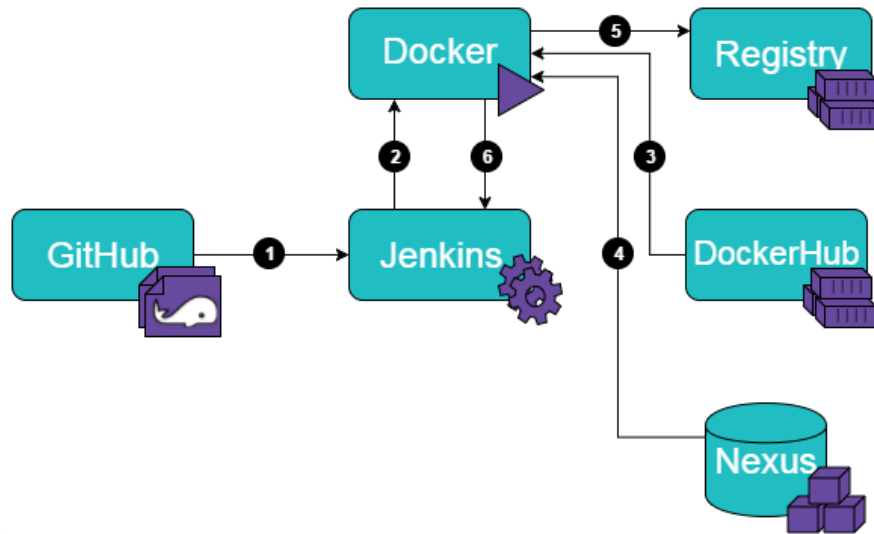 Docker
5
Registry
2
6
3
GitHub
1
Jenkins
4
DockerHub
Nexus